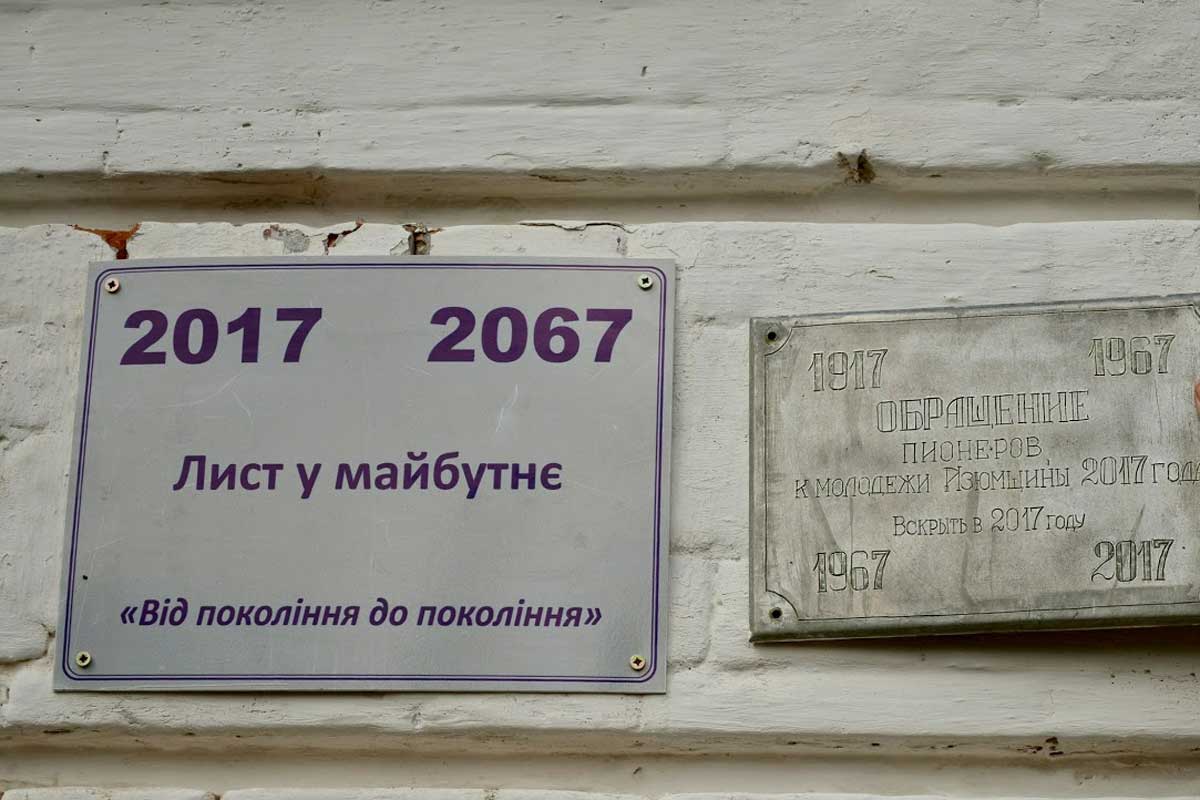 2017 2067
Лист у майбутнє
«Від покоління до покоління»
1917 1967
ОБРАЩЕНИЕ
ПИОНЕРОВ
К МОЛОДЕЖИ ИЗЮМЩИНЫ 2017 ГОДА
ВСКРЫТЬ В 2017 ГОДУ
1967 2017